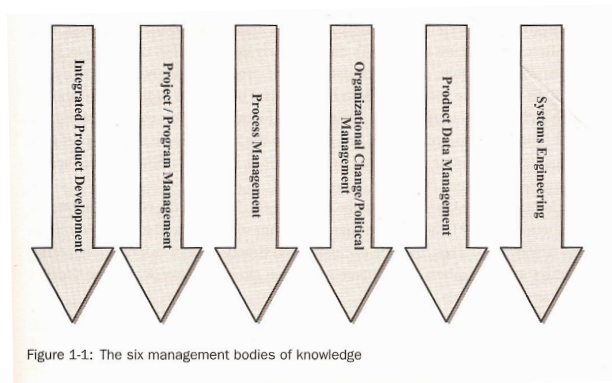 Integrated Product Development
Project / Program Management
Process Management
Organizational Change/Political
Management
Product Data Management
Systems Engineering
Figure 1-1: The six management bodies of knowledge